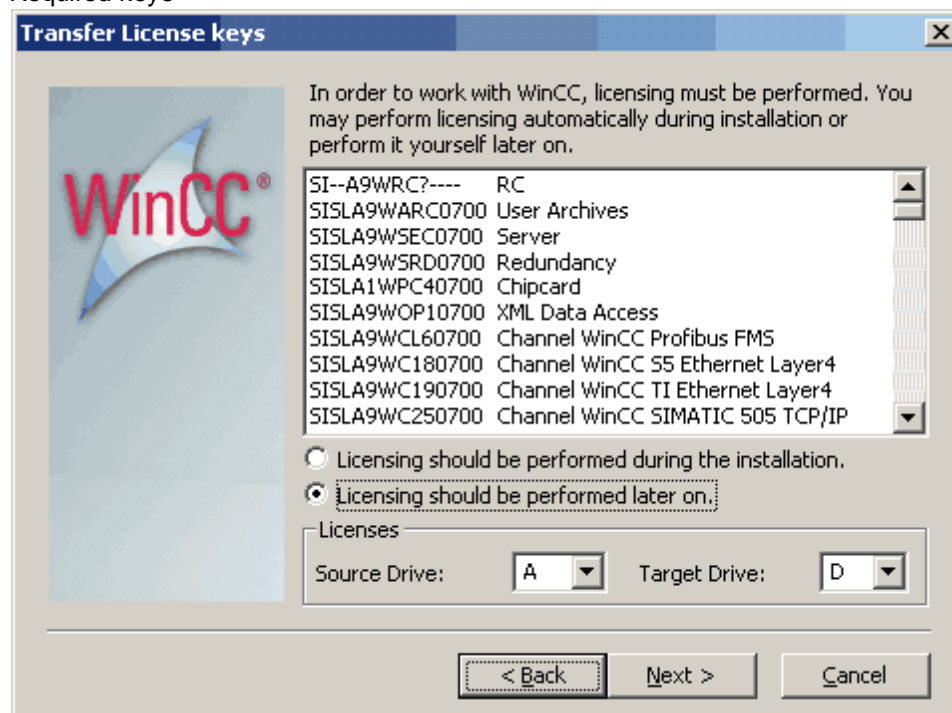 Required keys
Transfer License keys
WinCC®
In order to work with WinCC, licensing must be performed. You
may perform licensing automatically during installation or
perform it yourself later on.
SI--A9WRC?---- RC
SISLA9WARC0700 User Archives
SISLA9WSEC0700 Server
SISLA9WSRD0700 Redundancy
SISLA1WPC40700 Chipcard
SISLA9WOP10700 XML Data Access
SISLA9WCL60700 Channel WinCC Profibus FMS
SISLA9WC180700 Channel WinCC S5 Ethernet Layer4
SISLA9WC190700 Channel WinCC TI Ethernet Layer4
SISLA9WC250700 Channel WinCC SIMATIC 505 TCP/IP
Licensing should be performed during the installation.
Licensing should be performed later on.
Licenses
Source Drive: A Target Drive: D
< Back Next > Cancel